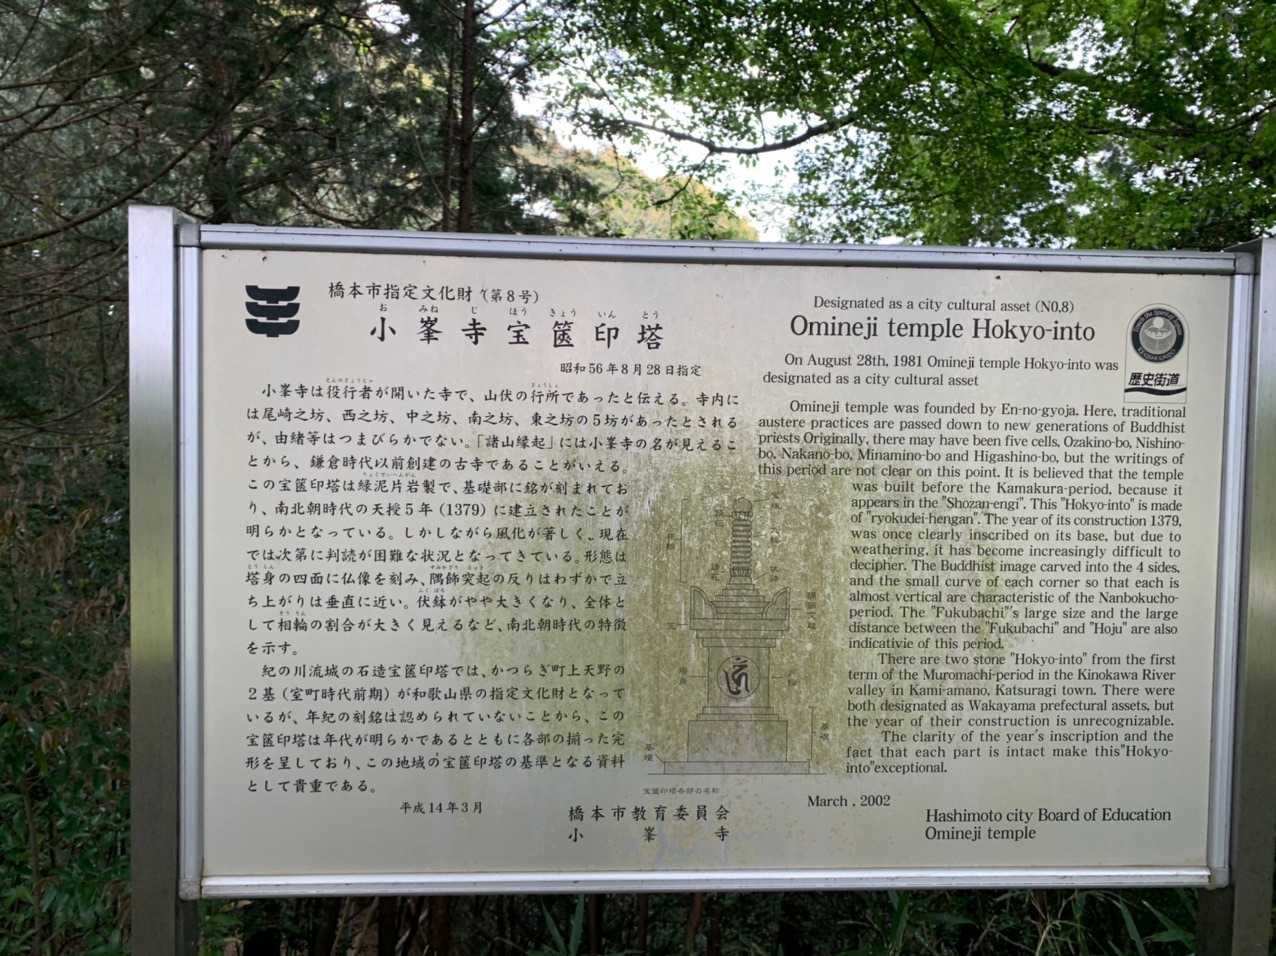 橋本市指定文化財(第8号)
お みね じ ほう きょう いん とう
小峯寺宝篋印塔
昭和56年8月28日指定
小峯寺は役行者が開いた寺で、山伏の行所であったと伝える。寺内に
は尾崎之坊、西之坊、中之坊、南之坊、東之坊の5坊があったとされる
が、由緒等はつまびらかでない。「諸山縁起」には小峯寺の名が見えるこ
とから、鎌倉時代以前創建の古寺であることがいえる。
この宝篋印塔は緑泥片岩製で、基礎部に銘が刻まれてお
り、南北朝時代の天授5年(1379)に建立されたことが
明らかとなっている。しかしながら風化が著しく、現在
では次第に判読が困難な状況となってきている。形態は
塔身の四面に仏像を刻み、隅飾突起の反りはわずかで立
ち上がりは垂直に近い。伏鉢がやや大きくなり、全体と
して相輪の割合が大きく見えるなど、南北朝時代の特徴
を示す。
紀の川流域の石造宝篋印塔では、かつらぎ町上天野の
2基(室町時代前期)が和歌山県の指定文化財となって
いるが、年紀の刻銘は認められていないことから、この
宝篋印塔は年代が明らかであるとともに各部の揃った完
形を呈しており、この地域の宝篋印塔の基準となる資料
として貴重である。
平成14年3月
橋本市教育委員会
小峯寺
宝篋印塔各部の名称
Designated as a city cultural asset (NO,8)
Omineji temple Hokyo-into
歴史街道
On August 28th, 1981 Omineji temple Hokyo-into was
designated as a city cultural asset
Omineji temple was founded by En-no-gyoja. Here, traditional
austere practices are passed down to new generations of Buddhist
priests Originally, there may have been five cells, Ozakino-bo, Nishino-
bo, Nakano-bo, Minamino-bo and Higashino-bo, but the writings of
this period are not clear on this point. It is believed that the temple
was built before the Kamakura-period, because it
appears in the "Shozan-engi". This "Hokyo-into" is made
of "ryokudei-hengan". The year of its construction 1379,
was once clearly inscribed on its base, but due to
weathering, it has become increasingly difficult to
decipher. The Buddhist image carved into the 4 sides,
and the small curve of each corner so that each is
almost vertical are characteristic of the Nanbokucho-
period. The "Fukubachi"'s large size and the large
distance between the "Fukubachi" and "Hoju" are also
indicativie of this period.
There are two stone "Hokyo-into" from the first
term of the Muromachi-period in the Kinokawa River
valley in Kami-amano, Katsuragi town. There were
both designated as Wakayama prefectural assets, but
the year of their construction is unrecognizable.
The clarity of the year's inscription and the
fact that each part is intact make this "Hokyo-
into" exceptional.
March , 2002
Hashimoto city Board of Education
Omineji temple